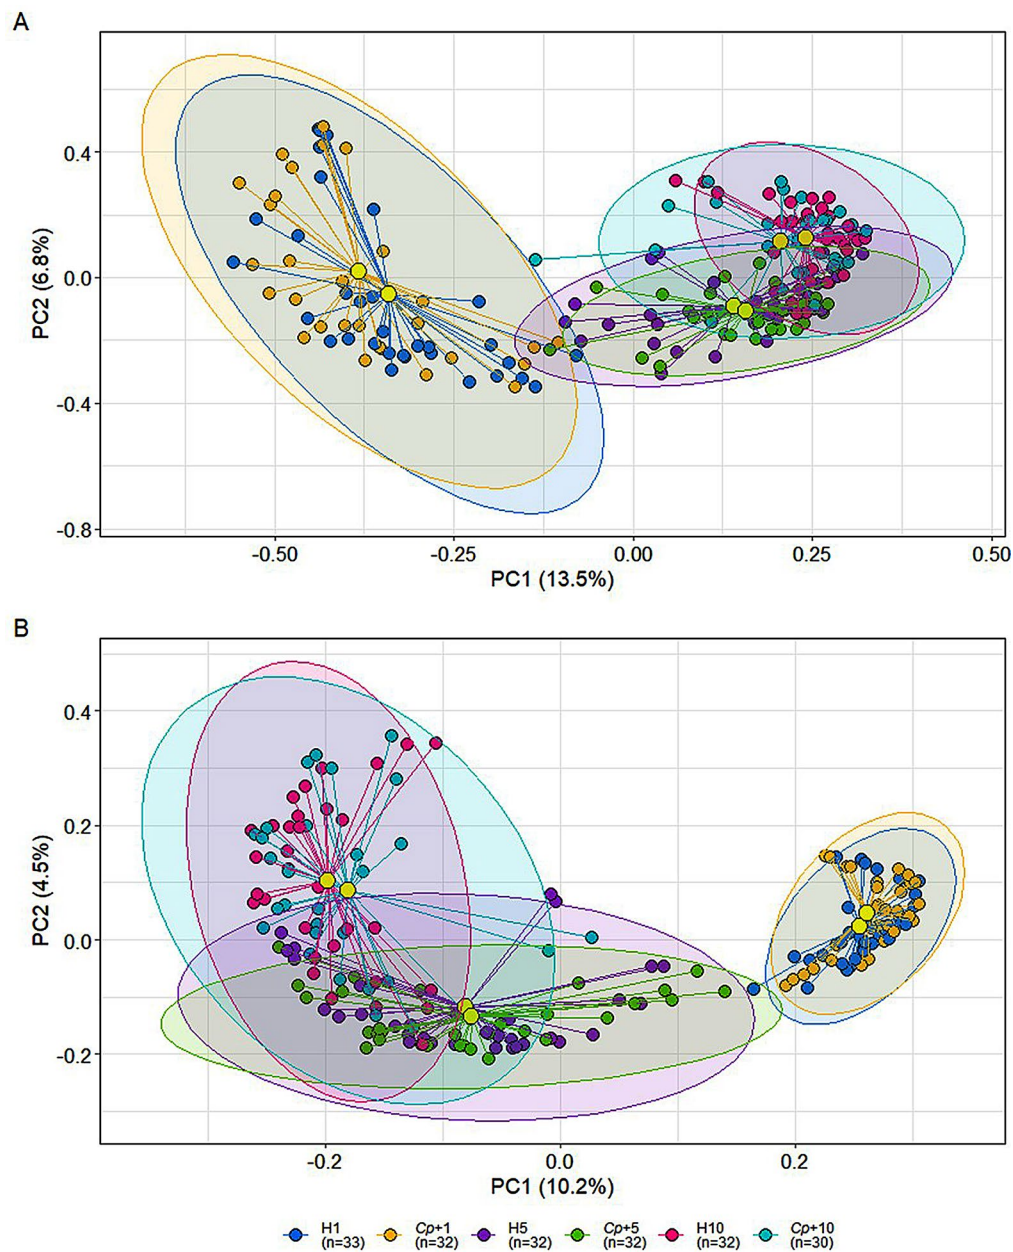 A
0.4
0.0
-0.4
-0.8
PC2 (6.8%)
-0.50 -0.25 0.00 0.25 0.50
PC1 (13.5%)
B
0.4
0.2
0.0
-0.2
PC2 (4.5%)
-0.2 0.0 0.2
PC1 (10.2%)
H1 Cp+1 H5 Cp+5 H10 Cp+10
(n=33) (n=32) (n=32) (n=32) (n=32) (n=30)